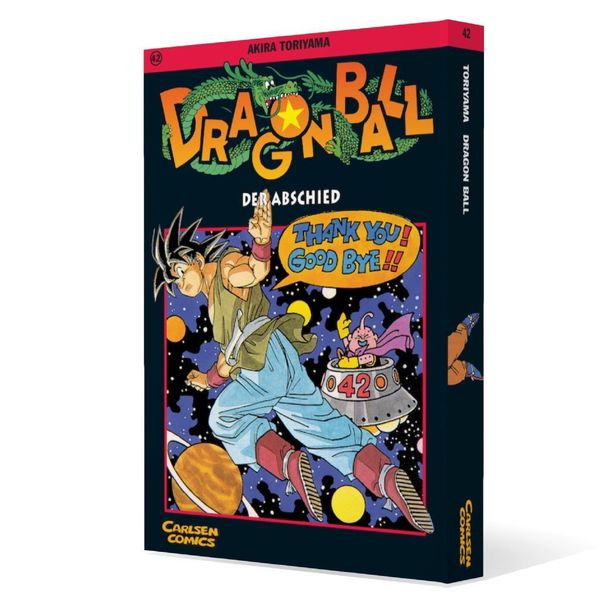 42
AKIRA TORIYAMA
DRAGON BALL
DER ABSCHIED
THANK YOU!
GOOD BYE!!
42
CARLSEN
COMICS
42
TORIYAMA DRAGON BALL
CARLSEN
COMICS